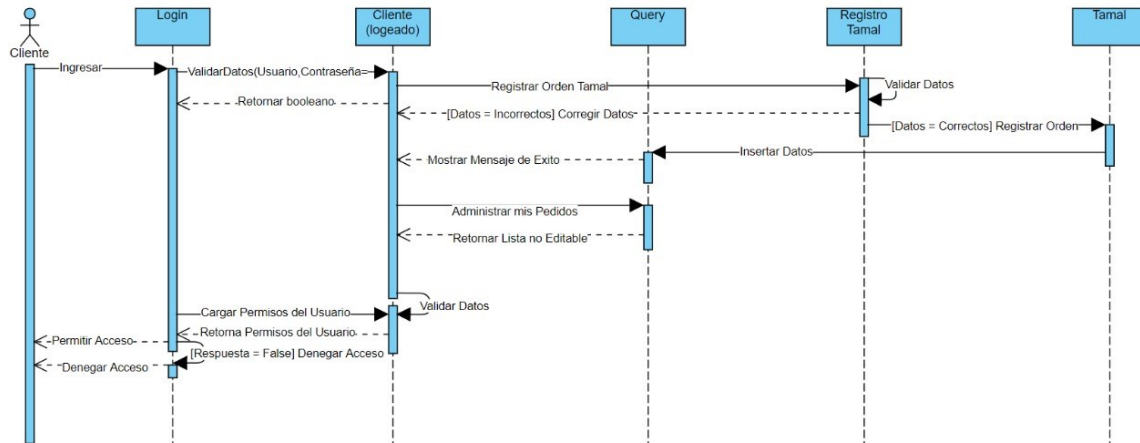 Login
Cliente
(logeado)
Query
Registro
Tamal
Tamal
Cliente
Ingresar
ValidarDatos(Usuario,Contraseña=
Registrar Orden Tamal
Validar Datos
Retornar booleano
[Datos = Incorrectos] Corregir Datos
[Datos = Correctos] Registrar Orden
Insertar Datos
Mostrar Mensaje de Exito
Administrar mis Pedidos
Retornar Lista no Editable
Validar Datos
Cargar Permisos del Usuario
Retorna Permisos del Usuario
Permitir Acceso
[Respuesta = False] Denegar Acceso
Denegar Acceso